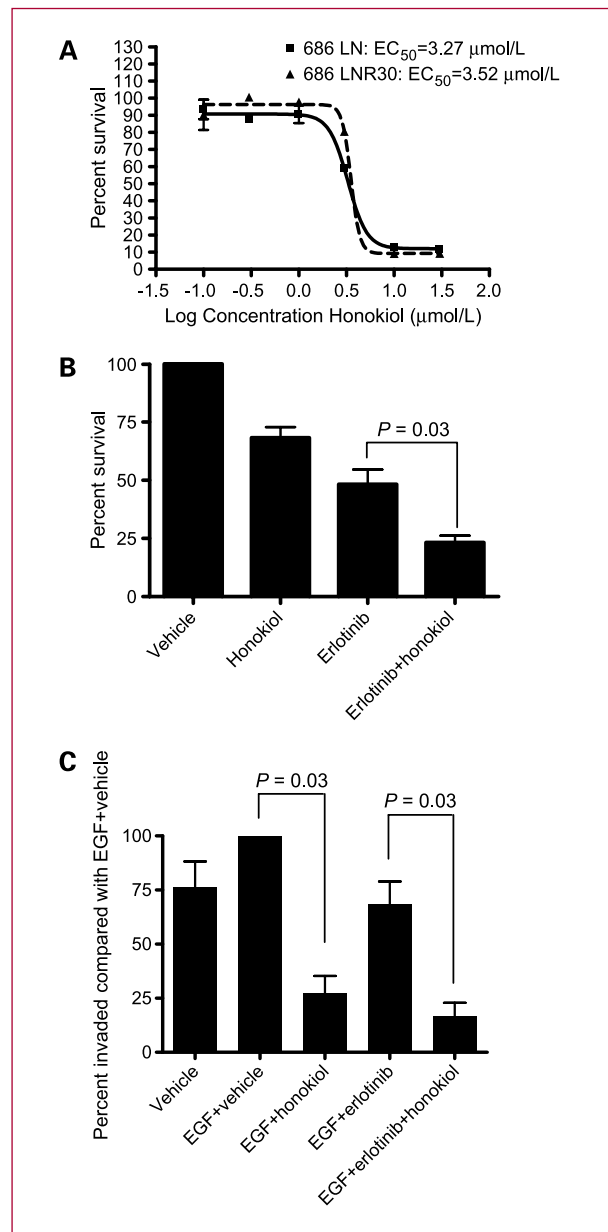 A
■ 686 LN: EC50=3.27 μmol/L
▲ 686 LNR30: EC50=3.52 μmol/L
130
120
110
100
90
80
70
60
50
40
30
20
10
0
Percent survival
-1.5 -1.0 -0.5 0.0 0.5 1.0 1.5 2.0
Log Concentration Honokiol (μmol/L)
B
100
75
50
25
0
Percent survival
P = 0.03
Vehicle
Honokiol
Erlotinib
Erlotinib+honokiol
C
P = 0.03
P = 0.03
100
75
50
25
0
Percent invaded compared with EGF+vehicle
Vehicle
EGF+vehicle
EGF+honokiol
EGF+erlotinib
EGF+erlotinib+honokiol